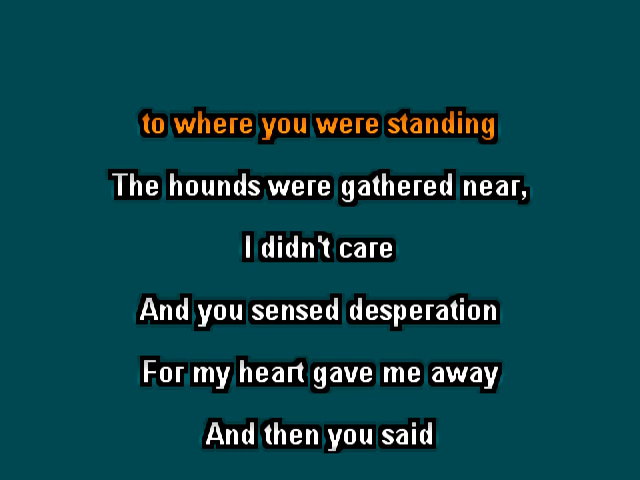 to where you were standing
The hounds were gathered near,
I didn't care
And you sensed desperation
For my heart gave me away
And then you said